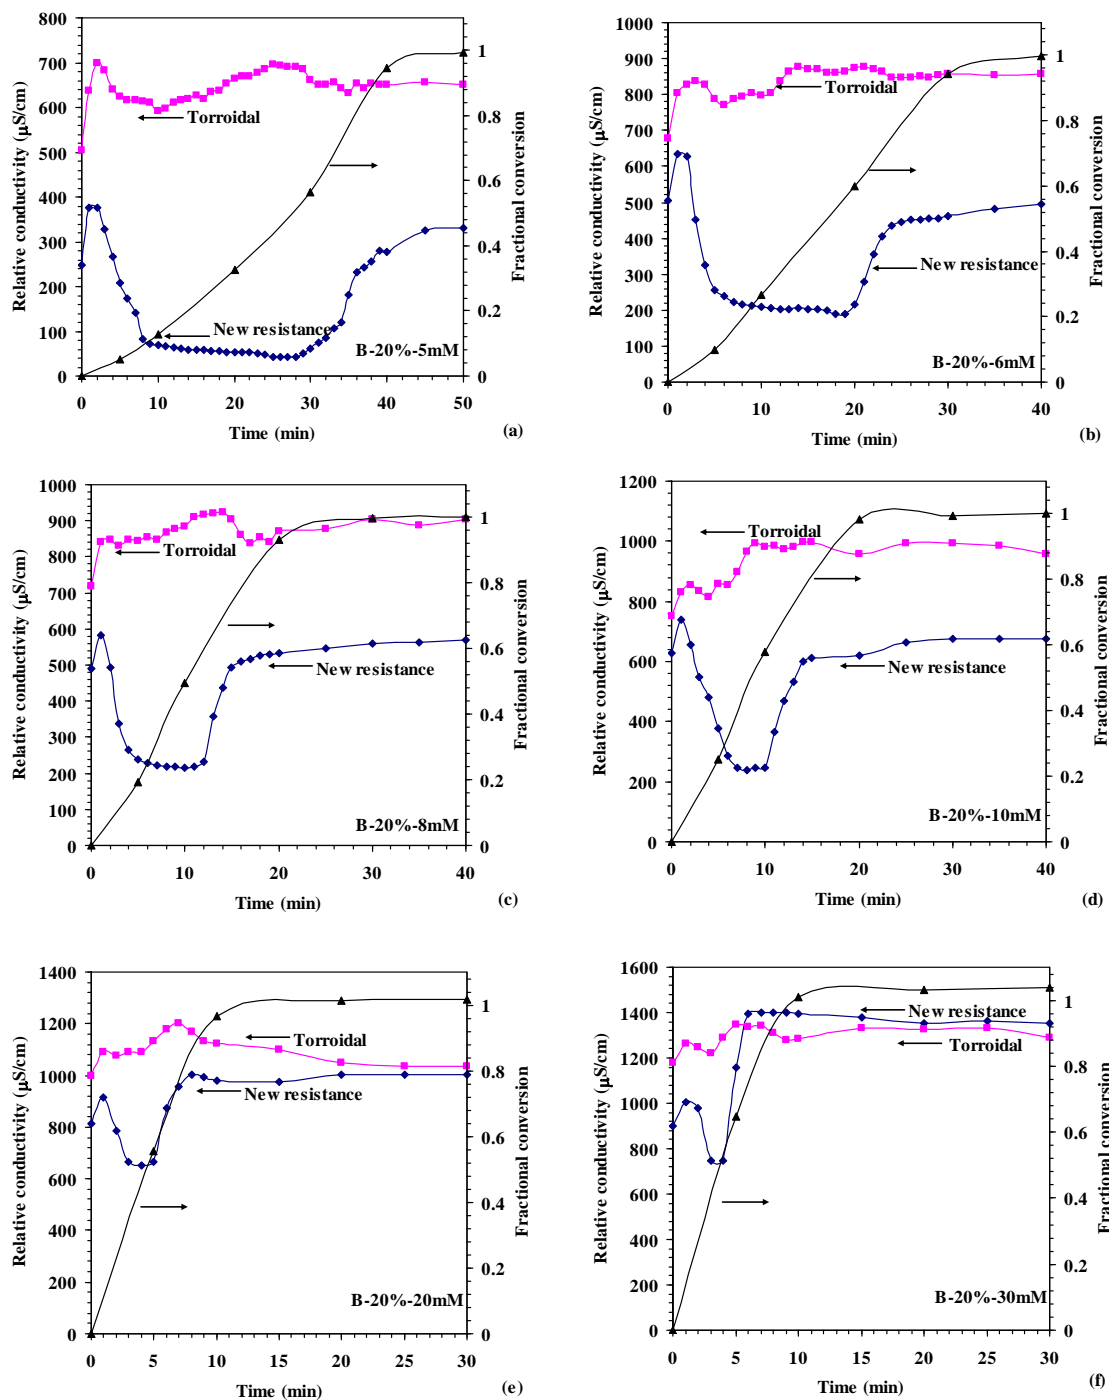 800
700
600
500
400
300
200
100
0
Relative conductivity (µS/cm)
1
0.8
0.6
0.4
0.2
0
Fractional conversion
Torroidal
New resistance
B-20%-5mM
0 10 20 30 40 50
Time (min)
(a)
1000
900
800
700
600
500
400
300
200
100
0
Relative conductivity (µS/cm)
1
0.8
0.6
0.4
0.2
0
Fractional conversion
Torroidal
New resistance
B-20%-6mM
0 10 20 30 40
Time (min)
(b)
1000
900
800
700
600
500
400
300
200
100
0
Relative conductivity (µS/cm)
1
0.8
0.6
0.4
0.2
0
Fractional conversion
Torroidal
New resistance
B-20%-8mM
0 10 20 30 40
Time (min)
(c)
1200
1000
800
600
400
200
0
Relative conductivity (µS/cm)
1
0.8
0.6
0.4
0.2
0
Fractional conversion
Torroidal
New resistance
B-20%-10mM
0 10 20 30 40
Time (min)
(d)
1400
1200
1000
800
600
400
200
0
Relative conductivity (µS/cm)
1
0.8
0.6
0.4
0.2
0
Fractional conversion
Torroidal
New resistance
B-20%-20mM
0 5 10 15 20 25 30
Time (min)
(e)
1600
1400
1200
1000
800
600
400
200
0
Relative conductivity (µS/cm)
1
0.8
0.6
0.4
0.2
0
Fractional conversion
New resistance
Torroidal
B-20%-30mM
0 5 10 15 20 25 30
Time (min)
(f)